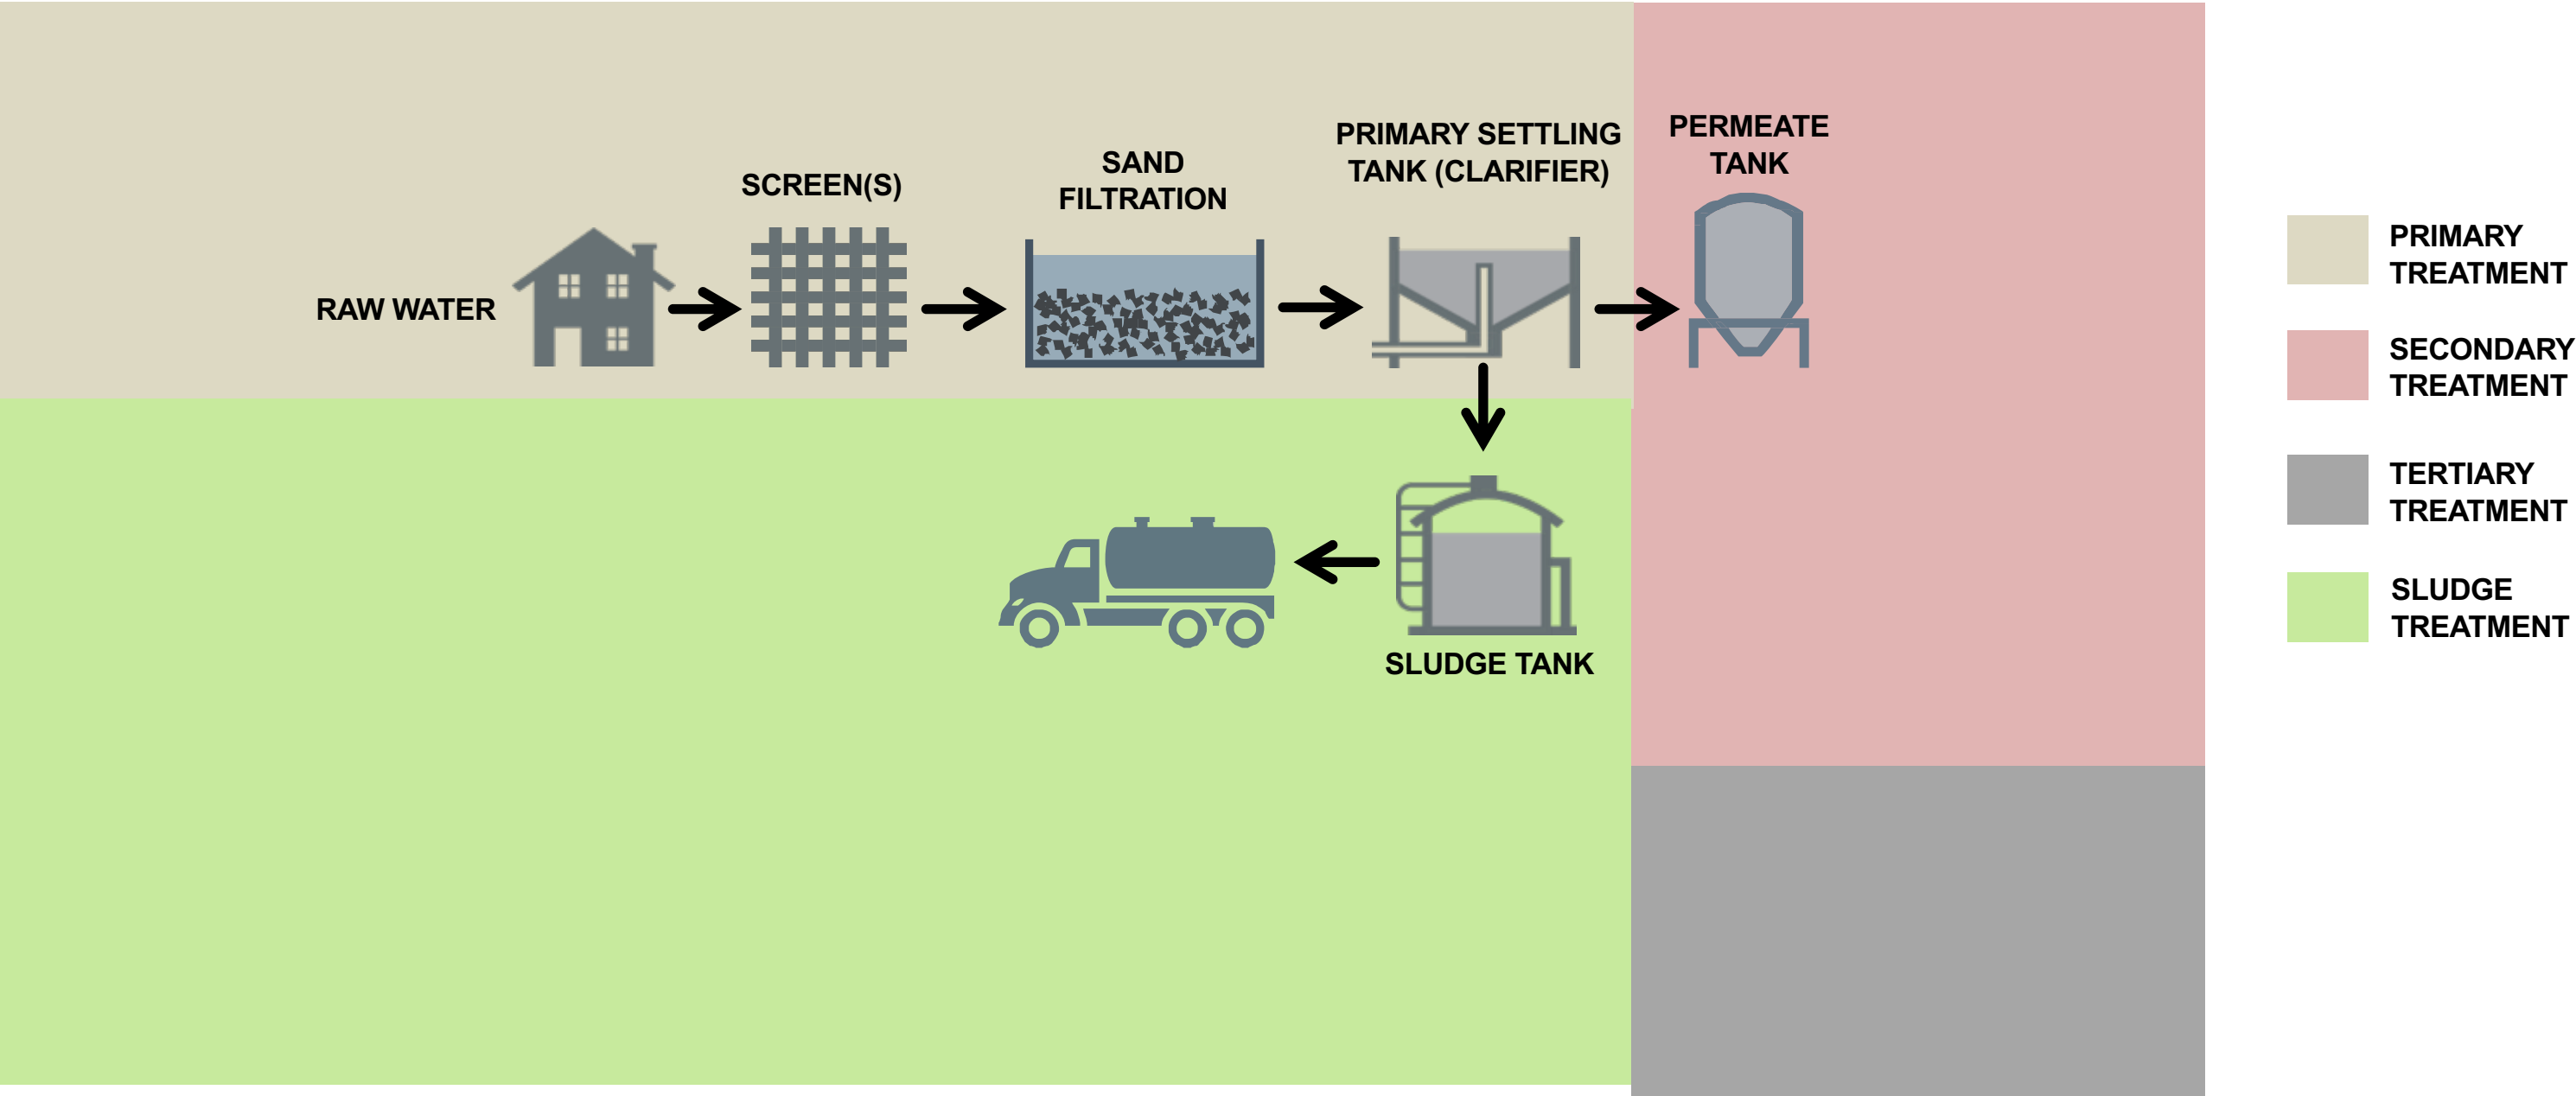 PRIMARY SETTLING
TANK (CLARIFIER)
PERMEATE
TANK
SAND
FILTRATION
SCREEN(S)
RAW WATER
SLUDGE TANK
PRIMARY
TREATMENT
SECONDARY
TREATMENT
TERTIARY
TREATMENT
SLUDGE
TREATMENT